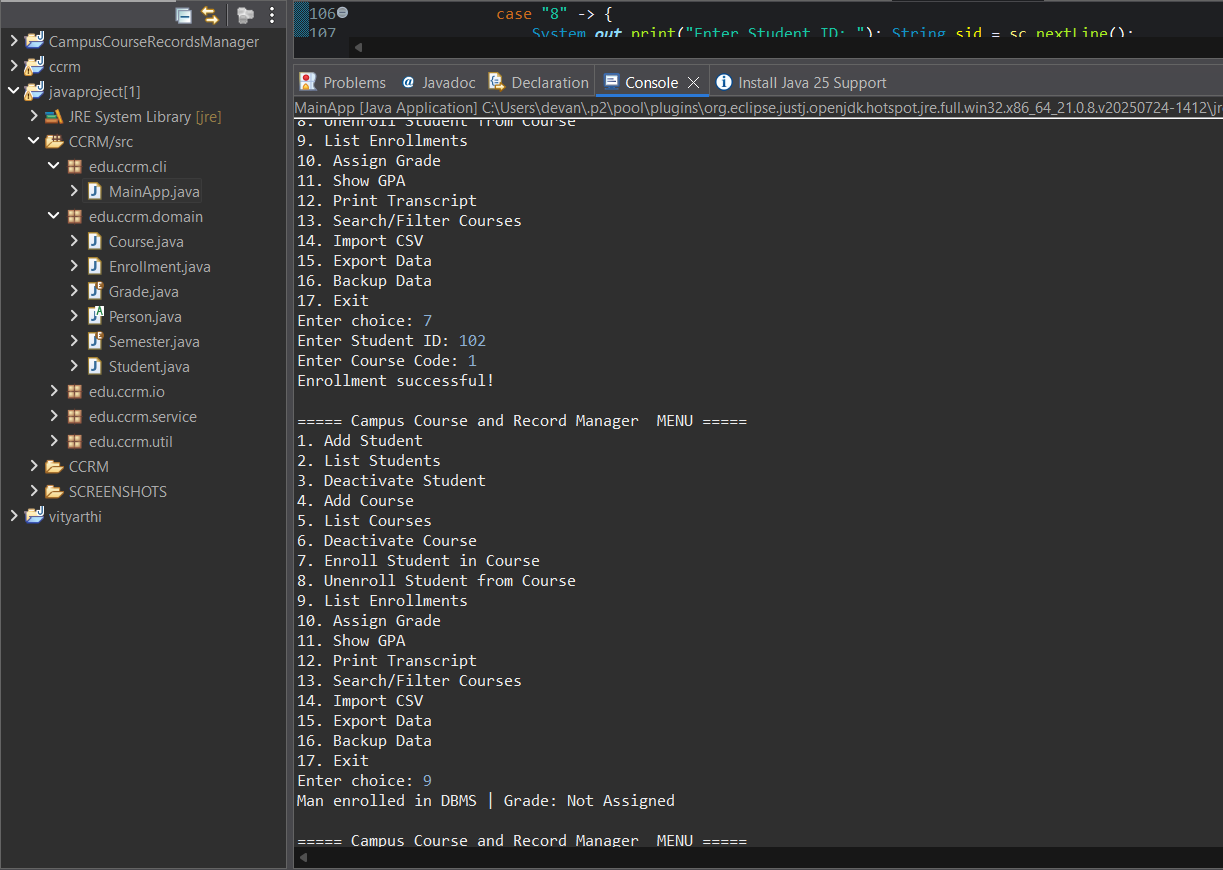 CampusCourseRecordsManager
ccrm
javaproject[1]
JRE System Library [jre]
CCRM/src
edu.ccrm.cli
MainApp.java
edu.ccrm.domain
Course.java
Enrollment.java
Grade.java
Person.java
Semester.java
Student.java
edu.ccrm.io
edu.ccrm.service
edu.ccrm.util
CCRM
SCREENSHOTS
vityarthi
106 case "8" -> {
107 System.out.print("Enter Student ID: "); String sid = sc.nextLine();
Problems @ Javadoc Declaration Console Install Java 25 Support
MainApp [Java Application] C:\Users\devan\.p2\pool\plugins\org.eclipse.justj.openjdk.hotspot.jre.full.win32.x86_64_21.0.8.v20250724-1412\jr
8. Unenroll Student from Course
9. List Enrollments
10. Assign Grade
11. Show GPA
12. Print Transcript
13. Search/Filter Courses
14. Import CSV
15. Export Data
16. Backup Data
17. Exit
Enter choice: 7
Enter Student ID: 102
Enter Course Code: 1
Enrollment successful!
===== Campus Course and Record Manager  MENU =====
1. Add Student
2. List Students
3. Deactivate Student
4. Add Course
5. List Courses
6. Deactivate Course
7. Enroll Student in Course
8. Unenroll Student from Course
9. List Enrollments
10. Assign Grade
11. Show GPA
12. Print Transcript
13. Search/Filter Courses
14. Import CSV
15. Export Data
16. Backup Data
17. Exit
Enter choice: 9
Man enrolled in DBMS | Grade: Not Assigned
===== Campus Course and Record Manager  MENU =====